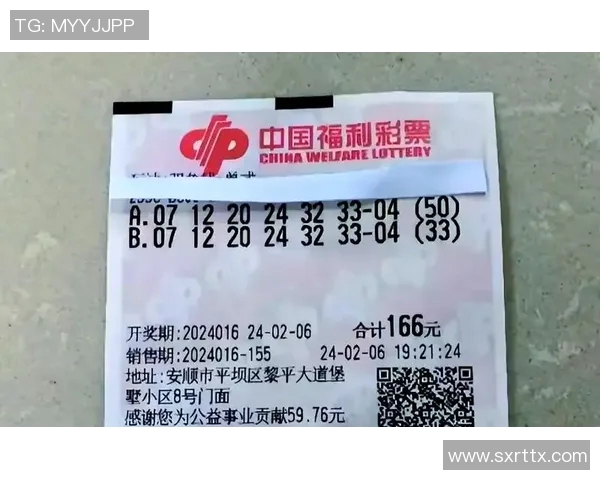 TG: MYYJJPP
中国福利彩票
CHINA WELFARE LOTTERY
A.07 12 20 24 32 33-04 (50)
B.07 12 20 24 32 33-04 (33)
开奖期:2024016 24-02-06 合计166元
销售期:2024016-155 24-02-06 19:21:24
地址:安顺市平坝区黎平大道堡
墅小区8号门面
感谢您为公益事业贡献59.76元
www.sxrttx.com